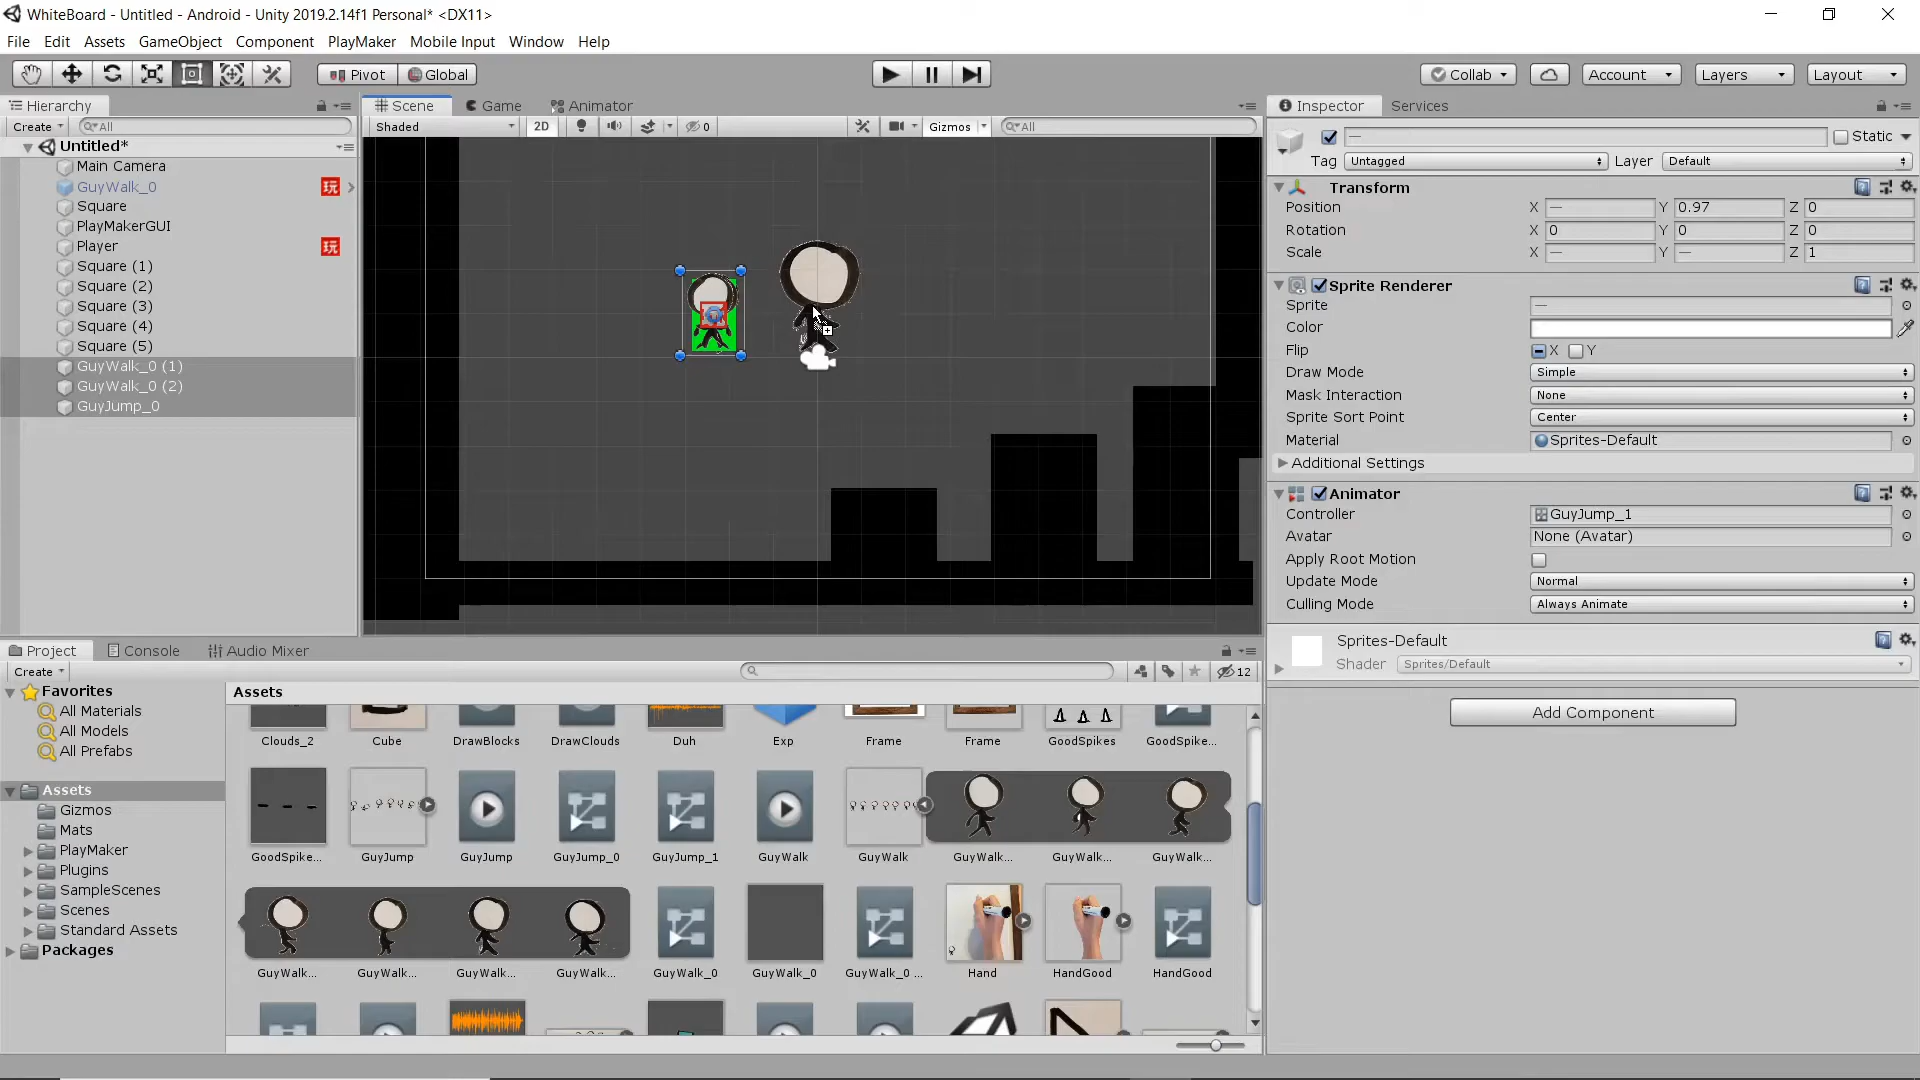 WhiteBoard - Untitled - Android - Unity 2019.2.14f1 Personal* <DX11>
File Edit Assets GameObject Component PlayMaker Mobile Input Window Help
Pivot Global Collab Account Layers Layout
Hierarchy
Create All
Untitled*
Main Camera
GuyWalk_0 玩
Square
PlayMakerGUI
Player 玩
Square (1)
Square (2)
Square (3)
Square (4)
Square (5)
GuyWalk_0 (1)
GuyWalk_0 (2)
GuyJump_0
Scene Game Animator
Shaded 2D 0 Gizmos All
Inspector Services
Static
Tag Untagged Layer Default
Transform
Position X — Y 0.97 Z 0
Rotation X 0 Y 0 Z 0
Scale X — Y — Z 1
Sprite Renderer
Sprite —
Color
Flip X Y
Draw Mode Simple
Mask Interaction None
Sprite Sort Point Center
Material Sprites-Default
Additional Settings
Animator
Controller GuyJump_1
Avatar None (Avatar)
Apply Root Motion
Update Mode Normal
Culling Mode Always Animate
Sprites-Default
Shader Sprites/Default
Add Component
Project Console Audio Mixer
Create 12
Favorites
All Materials
All Models
All Prefabs
Assets
Gizmos
Mats
PlayMaker
Plugins
SampleScenes
Scenes
Standard Assets
Packages
Assets
Clouds_2 Cube DrawBlocks DrawClouds Duh Exp Frame Frame GoodSpikes GoodSpike...
GoodSpike... GuyJump GuyJump GuyJump_0 GuyJump_1 GuyWalk GuyWalk GuyWalk... GuyWalk... GuyWalk...
GuyWalk... GuyWalk... GuyWalk... GuyWalk... GuyWalk_0 GuyWalk_0 GuyWalk_0 ... Hand HandGood HandGood